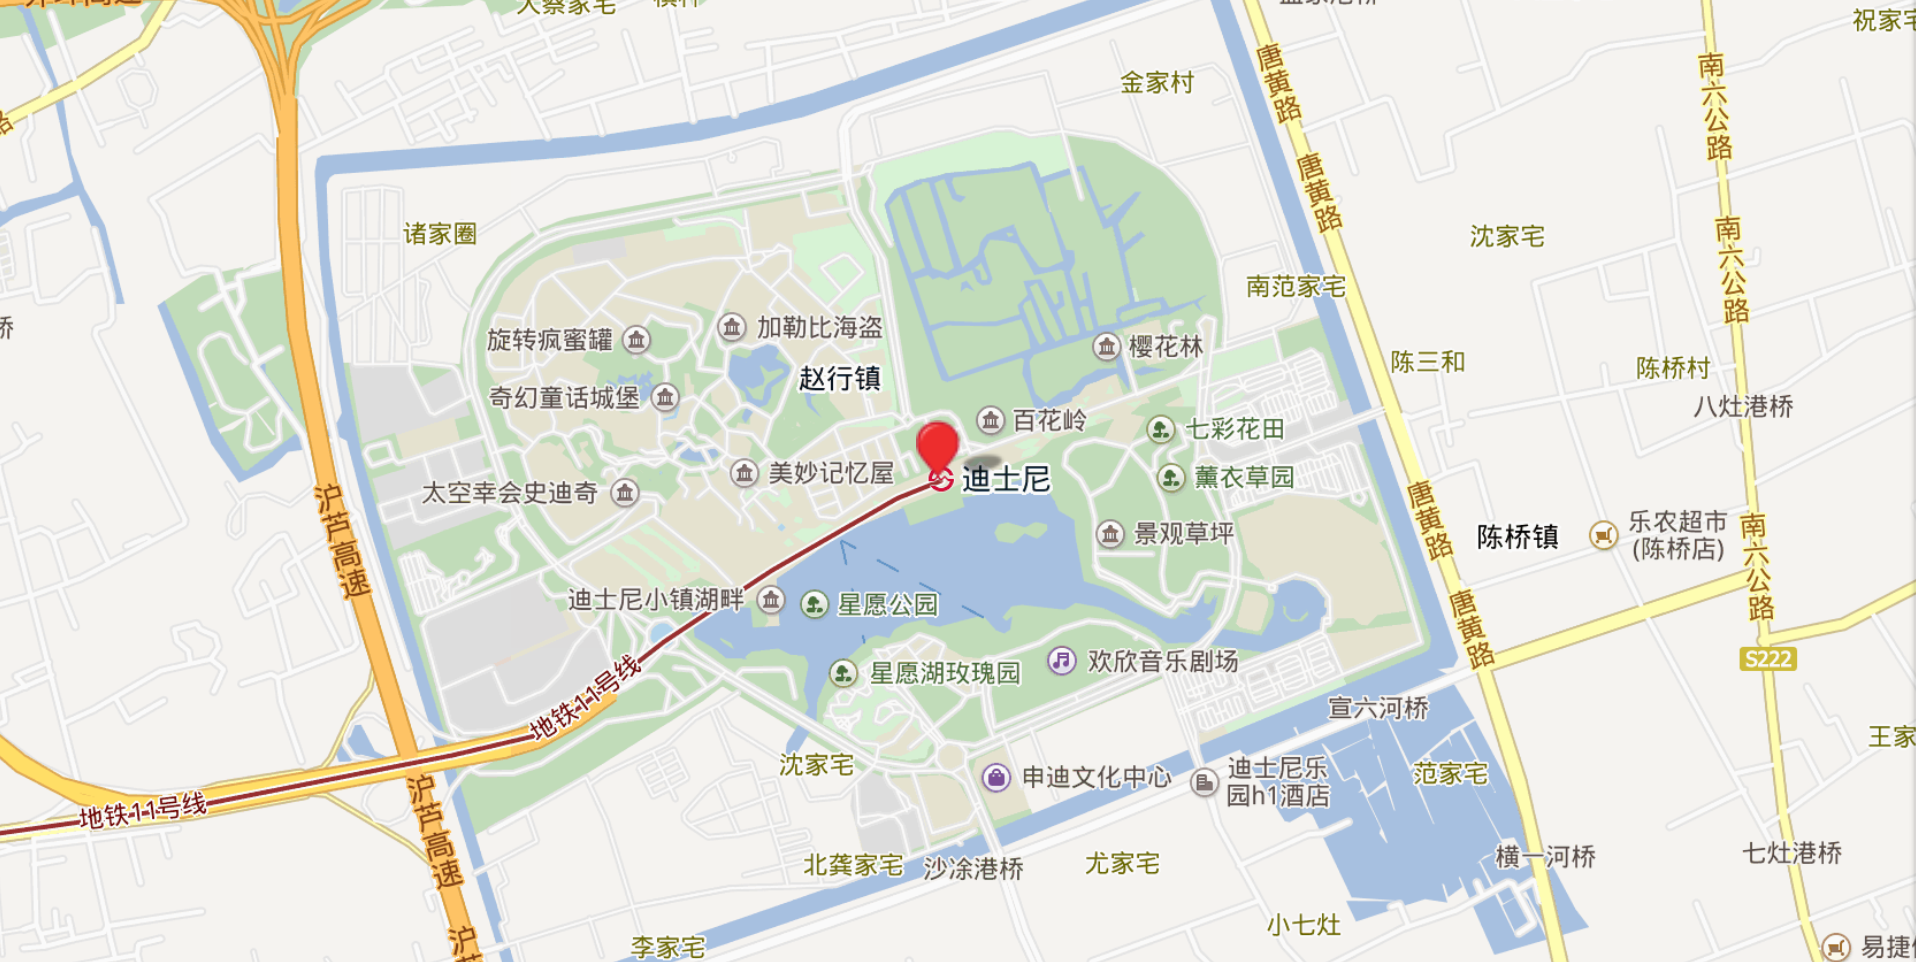 大蔡家宅
祝家宅
金家村
唐黄路
南六公路
唐黄路
诸家圈
沈家宅
南六公路
南范家宅
桥
旋转疯蜜罐
加勒比海盗
樱花林
陈三和
陈桥村
赵行镇
奇幻童话城堡
八灶港桥
百花岭
七彩花田
美妙记忆屋
迪士尼
薰衣草园
太空幸会史迪奇
沪芦高速
唐黄路
景观草坪
陈桥镇
乐农超市
(陈桥店)
南六公路
迪士尼小镇湖畔
星愿公园
唐黄路
地铁11号线
星愿湖玫瑰园
欢欣音乐剧场
S222
宣六河桥
王家
沈家宅
申迪文化中心
迪士尼乐
园h1酒店
范家宅
地铁11号线
沪芦高速
北龚家宅
沙涂港桥
尤家宅
横一河桥
七灶港桥
小七灶
李家宅
沪
易捷